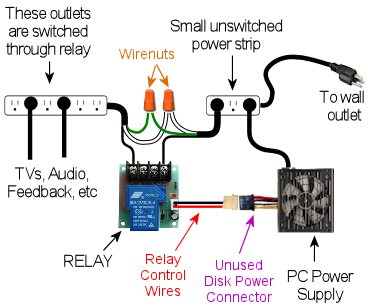 These outlets
are switched
through relay
Small unswitched
power strip
Wirenuts
To wall
outlet
TVs, Audio,
Feedback, etc
RELAY
Relay
Control
Wires
Unused
Disk Power
Connector
PC Power
Supply